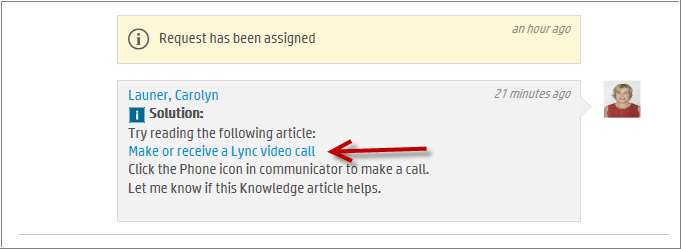 an hour ago
Request has been assigned
Launer, Carolyn
21 minutes ago
Solution:
Try reading the following article:
Make or receive a Lync video call
Click the Phone icon in communicator to make a call.
Let me know if this Knowledge article helps.